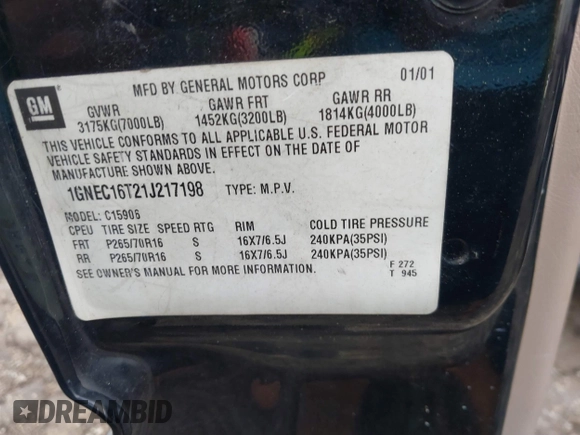 MFD BY GENERAL MOTORS CORP 01/01
GM
GVWR GAWR FRT GAWR RR
3175KG(7000LB) 1452KG(3200LB) 1814KG(4000LB)
THIS VEHICLE CONFORMS TO ALL APPLICABLE U.S. FEDERAL MOTOR
VEHICLE SAFETY STANDARDS IN EFFECT ON THE DATE OF
MANUFACTURE SHOWN ABOVE.
1GNEC16T21J217198 TYPE: M.P.V.
MODEL: C15906
CPEU TIRE SIZE SPEED RTG RIM COLD TIRE PRESSURE
FRT P265/70R16 S 16X7/6.5J 240KPA(35PSI)
RR P265/70R16 S 16X7/6.5J 240KPA(35PSI)
SEE OWNER'S MANUAL FOR MORE INFORMATION.
F 272
T 945
DREAMBID